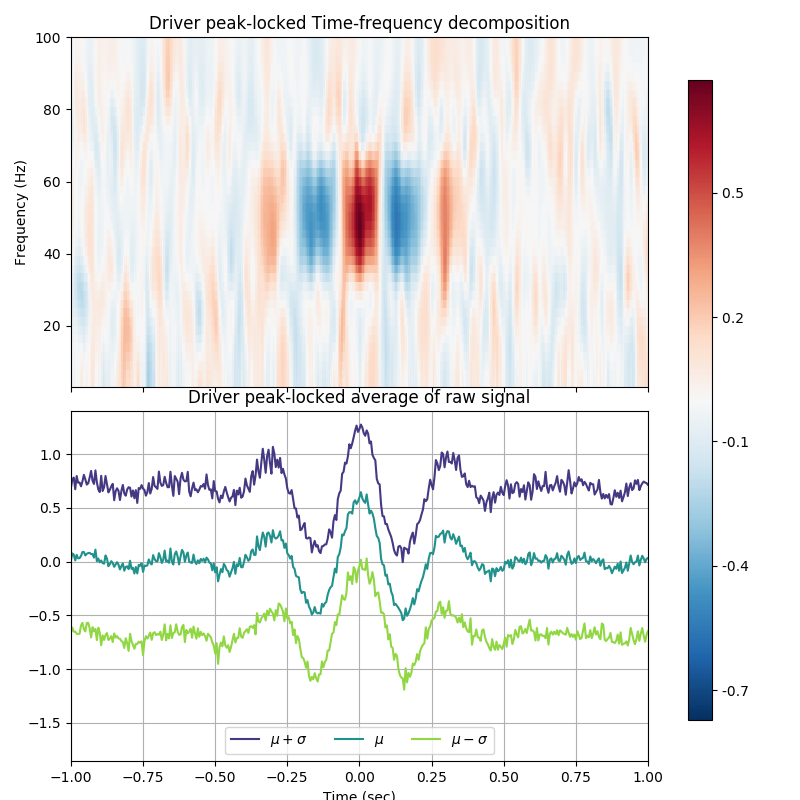 Driver peak-locked Time-frequency decomposition
100
80
60
40
20
Frequency (Hz)
0.5
0.2
-0.1
-0.4
-0.7
Driver peak-locked average of raw signal
1.0
0.5
0.0
−0.5
−1.0
−1.5
μ + σ μ μ − σ
−1.00 −0.75 −0.50 −0.25 0.00 0.25 0.50 0.75 1.00
Time (sec)